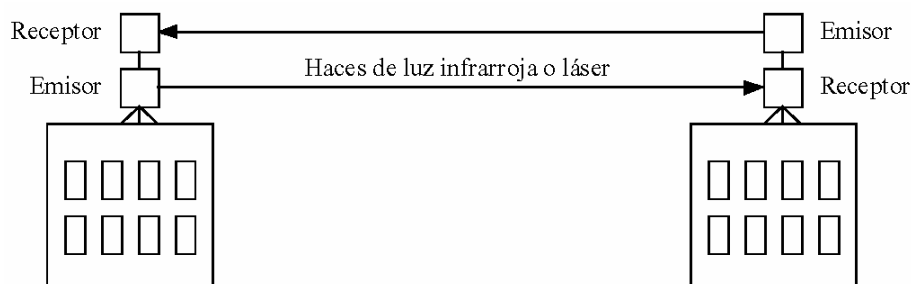 Receptor
Emisor
Haces de luz infrarroja o láser
Emisor
Receptor